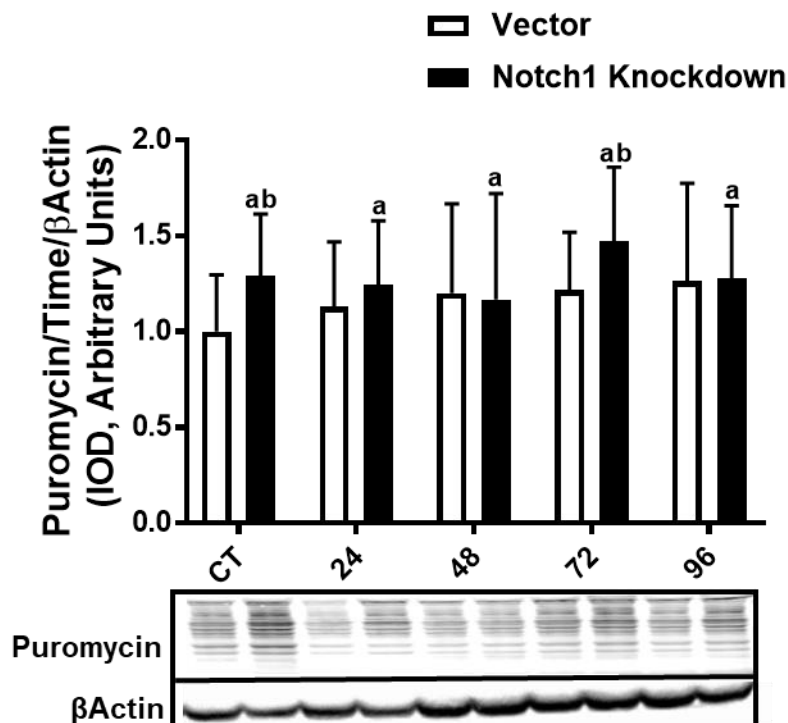 Vector
Notch1 Knockdown
Puromycin/Time/βActin
(IOD, Arbitrary Units)
2.0
1.5
1.0
0.5
0.0
ab
a
a
ab
a
CT
24
48
72
96
Puromycin
βActin